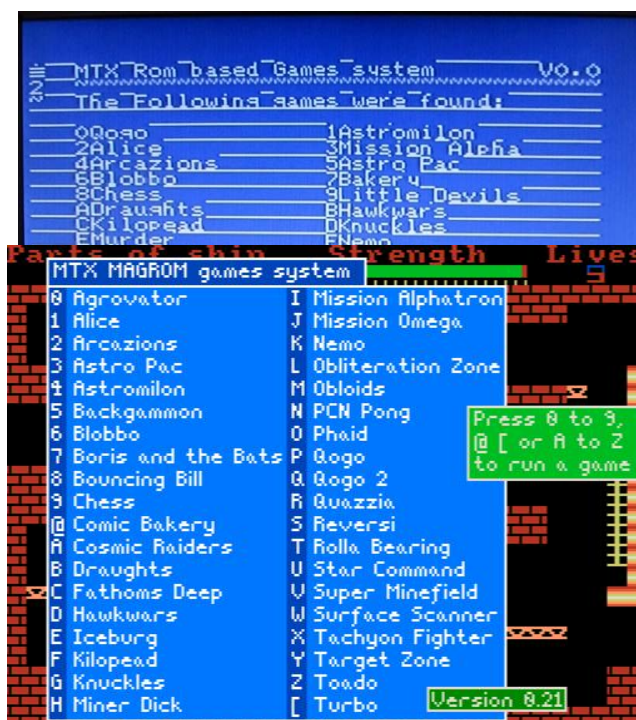 MTX Rom based Games system V0.0
The Following games were found:
0Qogo 1Astromilon
2Alice 3Mission Alpha
4Arcazions 5Astro Pac
6Blobbo 7Bakery
8Chess 9Little Devils
ADraughts BHawkwars
CKilopead DKnuckles
EMurder FNemo
Parts of ship Strength Lives
MTX MAGROM games system 9
0 Agrovator I Mission Alphatron
1 Alice J Mission Omega
2 Arcazions K Nemo
3 Astro Pac L Obliteration Zone
4 Astromilon M Obloids
5 Backgammon N PCN Pong
6 Blobbo O Phaid
7 Boris and the Bats P Qogo
8 Bouncing Bill Q Qogo 2
9 Chess R Quazzia
@ Comic Bakery S Reversi
A Cosmic Raiders T Rolla Bearing
B Draughts U Star Command
C Fathoms Deep V Super Minefield
D Hawkwars W Surface Scanner
E Iceburg X Tachyon Fighter
F Kilopead Y Target Zone
G Knuckles Z Toado
H Miner Dick [ Turbo
Press 0 to 9,
@ [ or A to Z
to run a game
Version 0.21